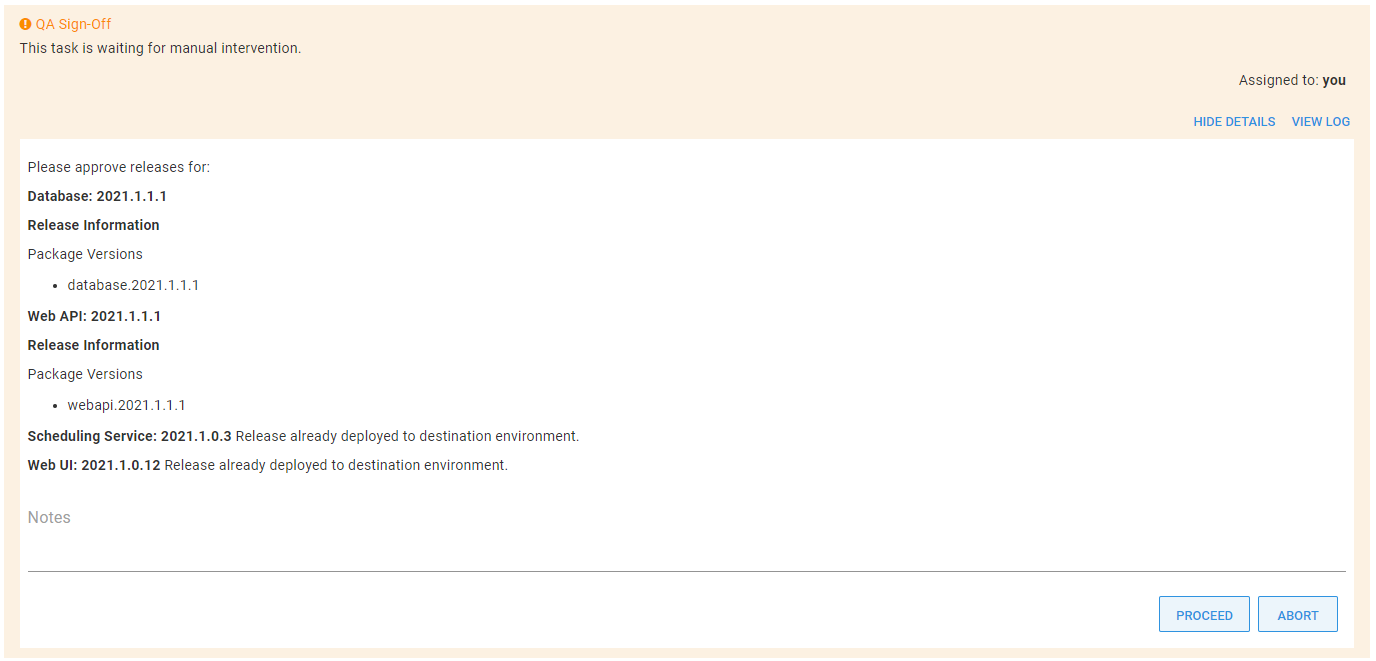 QA Sign-Off
This task is waiting for manual intervention.
Assigned to: you
HIDE DETAILS VIEW LOG
Please approve releases for:
Database: 2021.1.1.1
Release Information
Package Versions
• database.2021.1.1.1
Web API: 2021.1.1.1
Release Information
Package Versions
• webapi.2021.1.1.1
Scheduling Service: 2021.1.0.3 Release already deployed to destination environment.
Web UI: 2021.1.0.12 Release already deployed to destination environment.
Notes
PROCEED ABORT